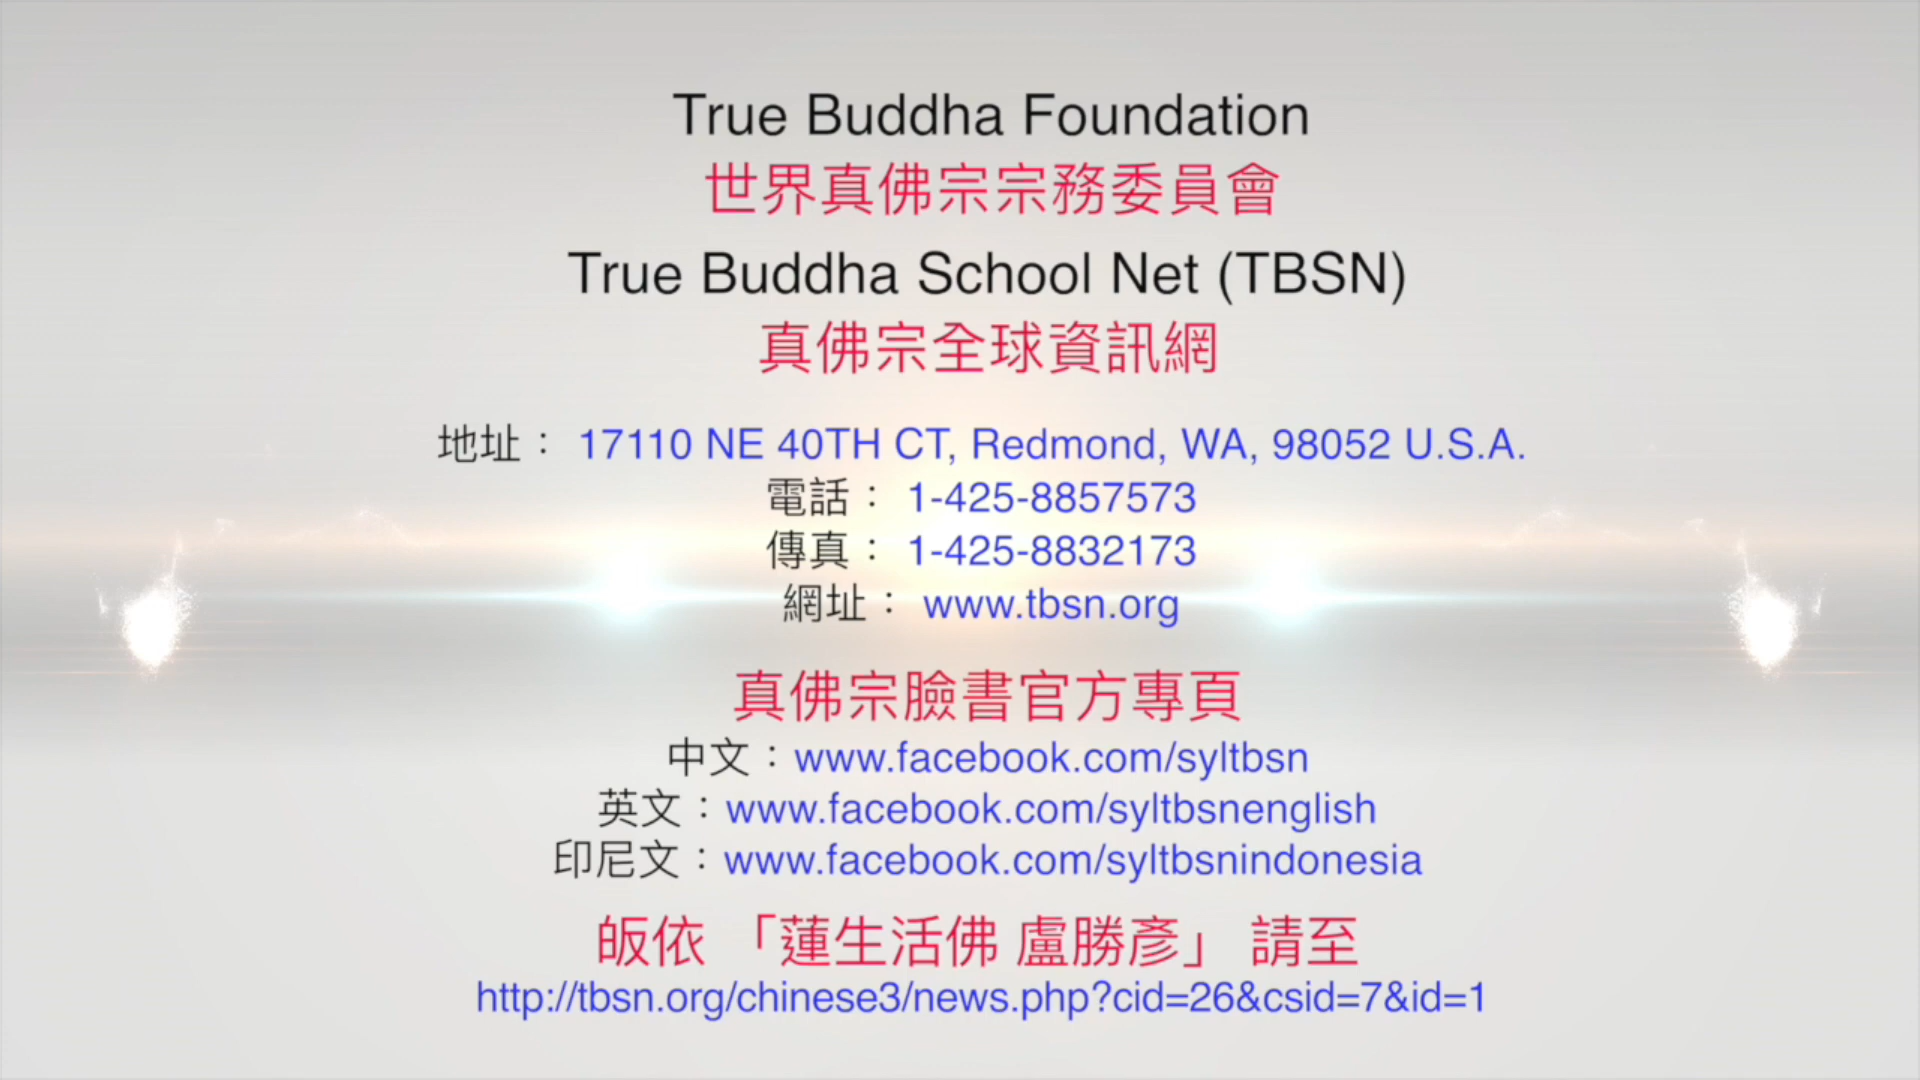 True Buddha Foundation
世界真佛宗宗務委員會
True Buddha School Net (TBSN)
真佛宗全球資訊網
地址： 17110 NE 40TH CT, Redmond, WA, 98052 U.S.A.
電話： 1-425-8857573
傳真： 1-425-8832173
網址： www.tbsn.org
真佛宗臉書官方專頁
中文：www.facebook.com/syltbsn
英文：www.facebook.com/syltbsnenglish
印尼文：www.facebook.com/syltbsnindonesia
皈依 「蓮生活佛 盧勝彥」 請至
http://tbsn.org/chinese3/news.php?cid=26&csid=7&id=1